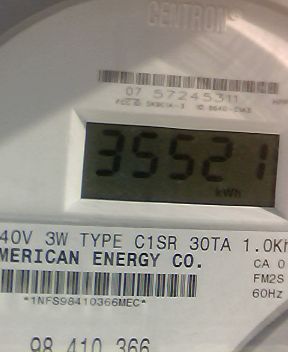 CENTRON
07 57245311
35521
kWh
40V 3W TYPE C1SR 30TA 1.0Kh
MERICAN ENERGY CO.
CA 0
FM2S
60Hz
*1NFS98410366MEC*
98 410 366